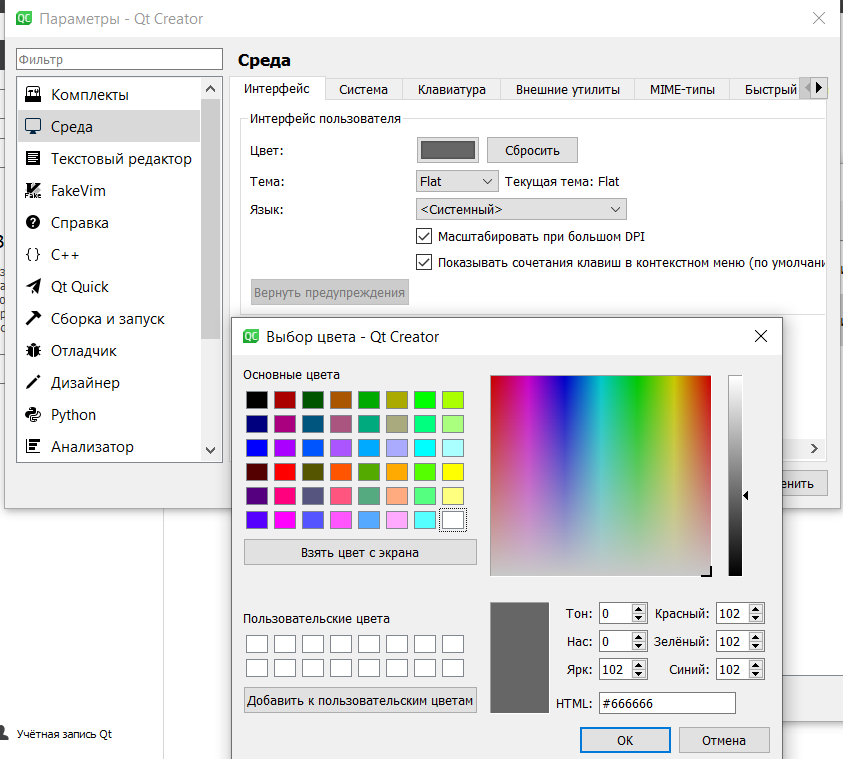 Параметры - Qt Creator
Фильтр
Комплекты
Среда
Текстовый редактор
FakeVim
Справка
C++
Qt Quick
Сборка и запуск
Отладчик
Дизайнер
Python
Анализатор
Среда
Интерфейс Система Клавиатура Внешние утилиты MIME-типы Быстрый
Интерфейс пользователя
Цвет: Сбросить
Тема: Flat Текущая тема: Flat
Язык: <Системный>
Масштабировать при большом DPI
Показывать сочетания клавиш в контекстном меню (по умолчани
Вернуть предупреждения
енить
Выбор цвета - Qt Creator
Основные цвета
Взять цвет с экрана
Пользовательские цвета
Добавить к пользовательским цветам
Тон: 0 Красный: 102
Нас: 0 Зелёный: 102
Ярк: 102 Синий: 102
HTML: #666666
OK Отмена
Учётная запись Qt